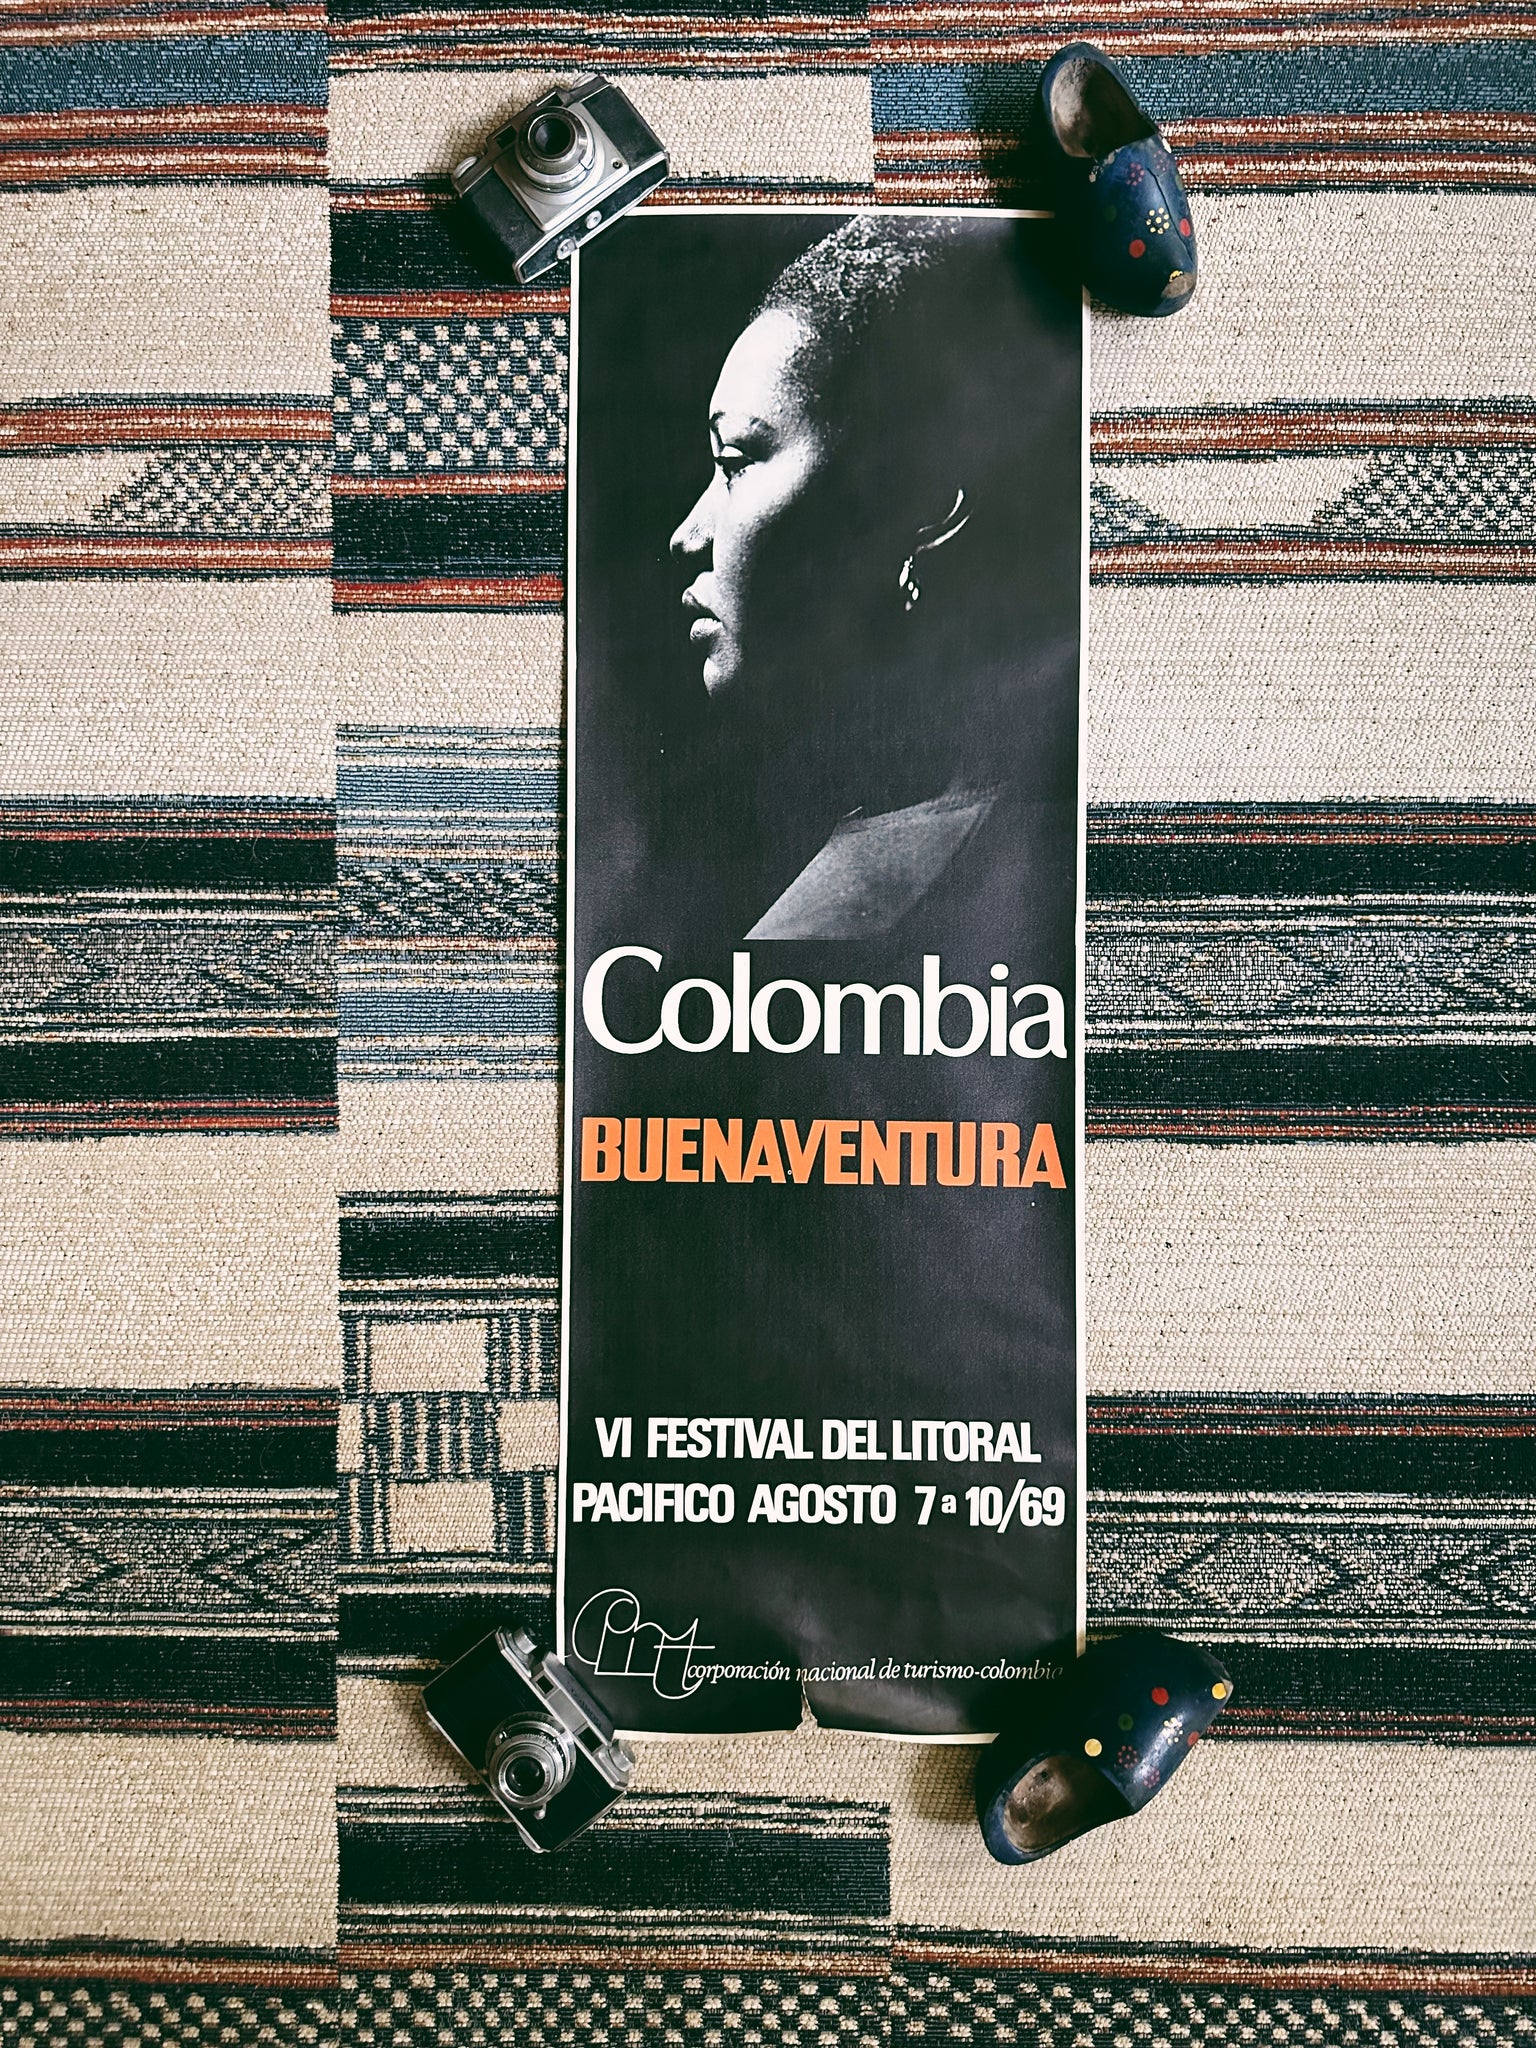 Colombia
BUENAVENTURA
VI FESTIVAL DEL LITORAL
PACIFICO AGOSTO 7 a 10/69
cnt corporación nacional de turismo-colombia